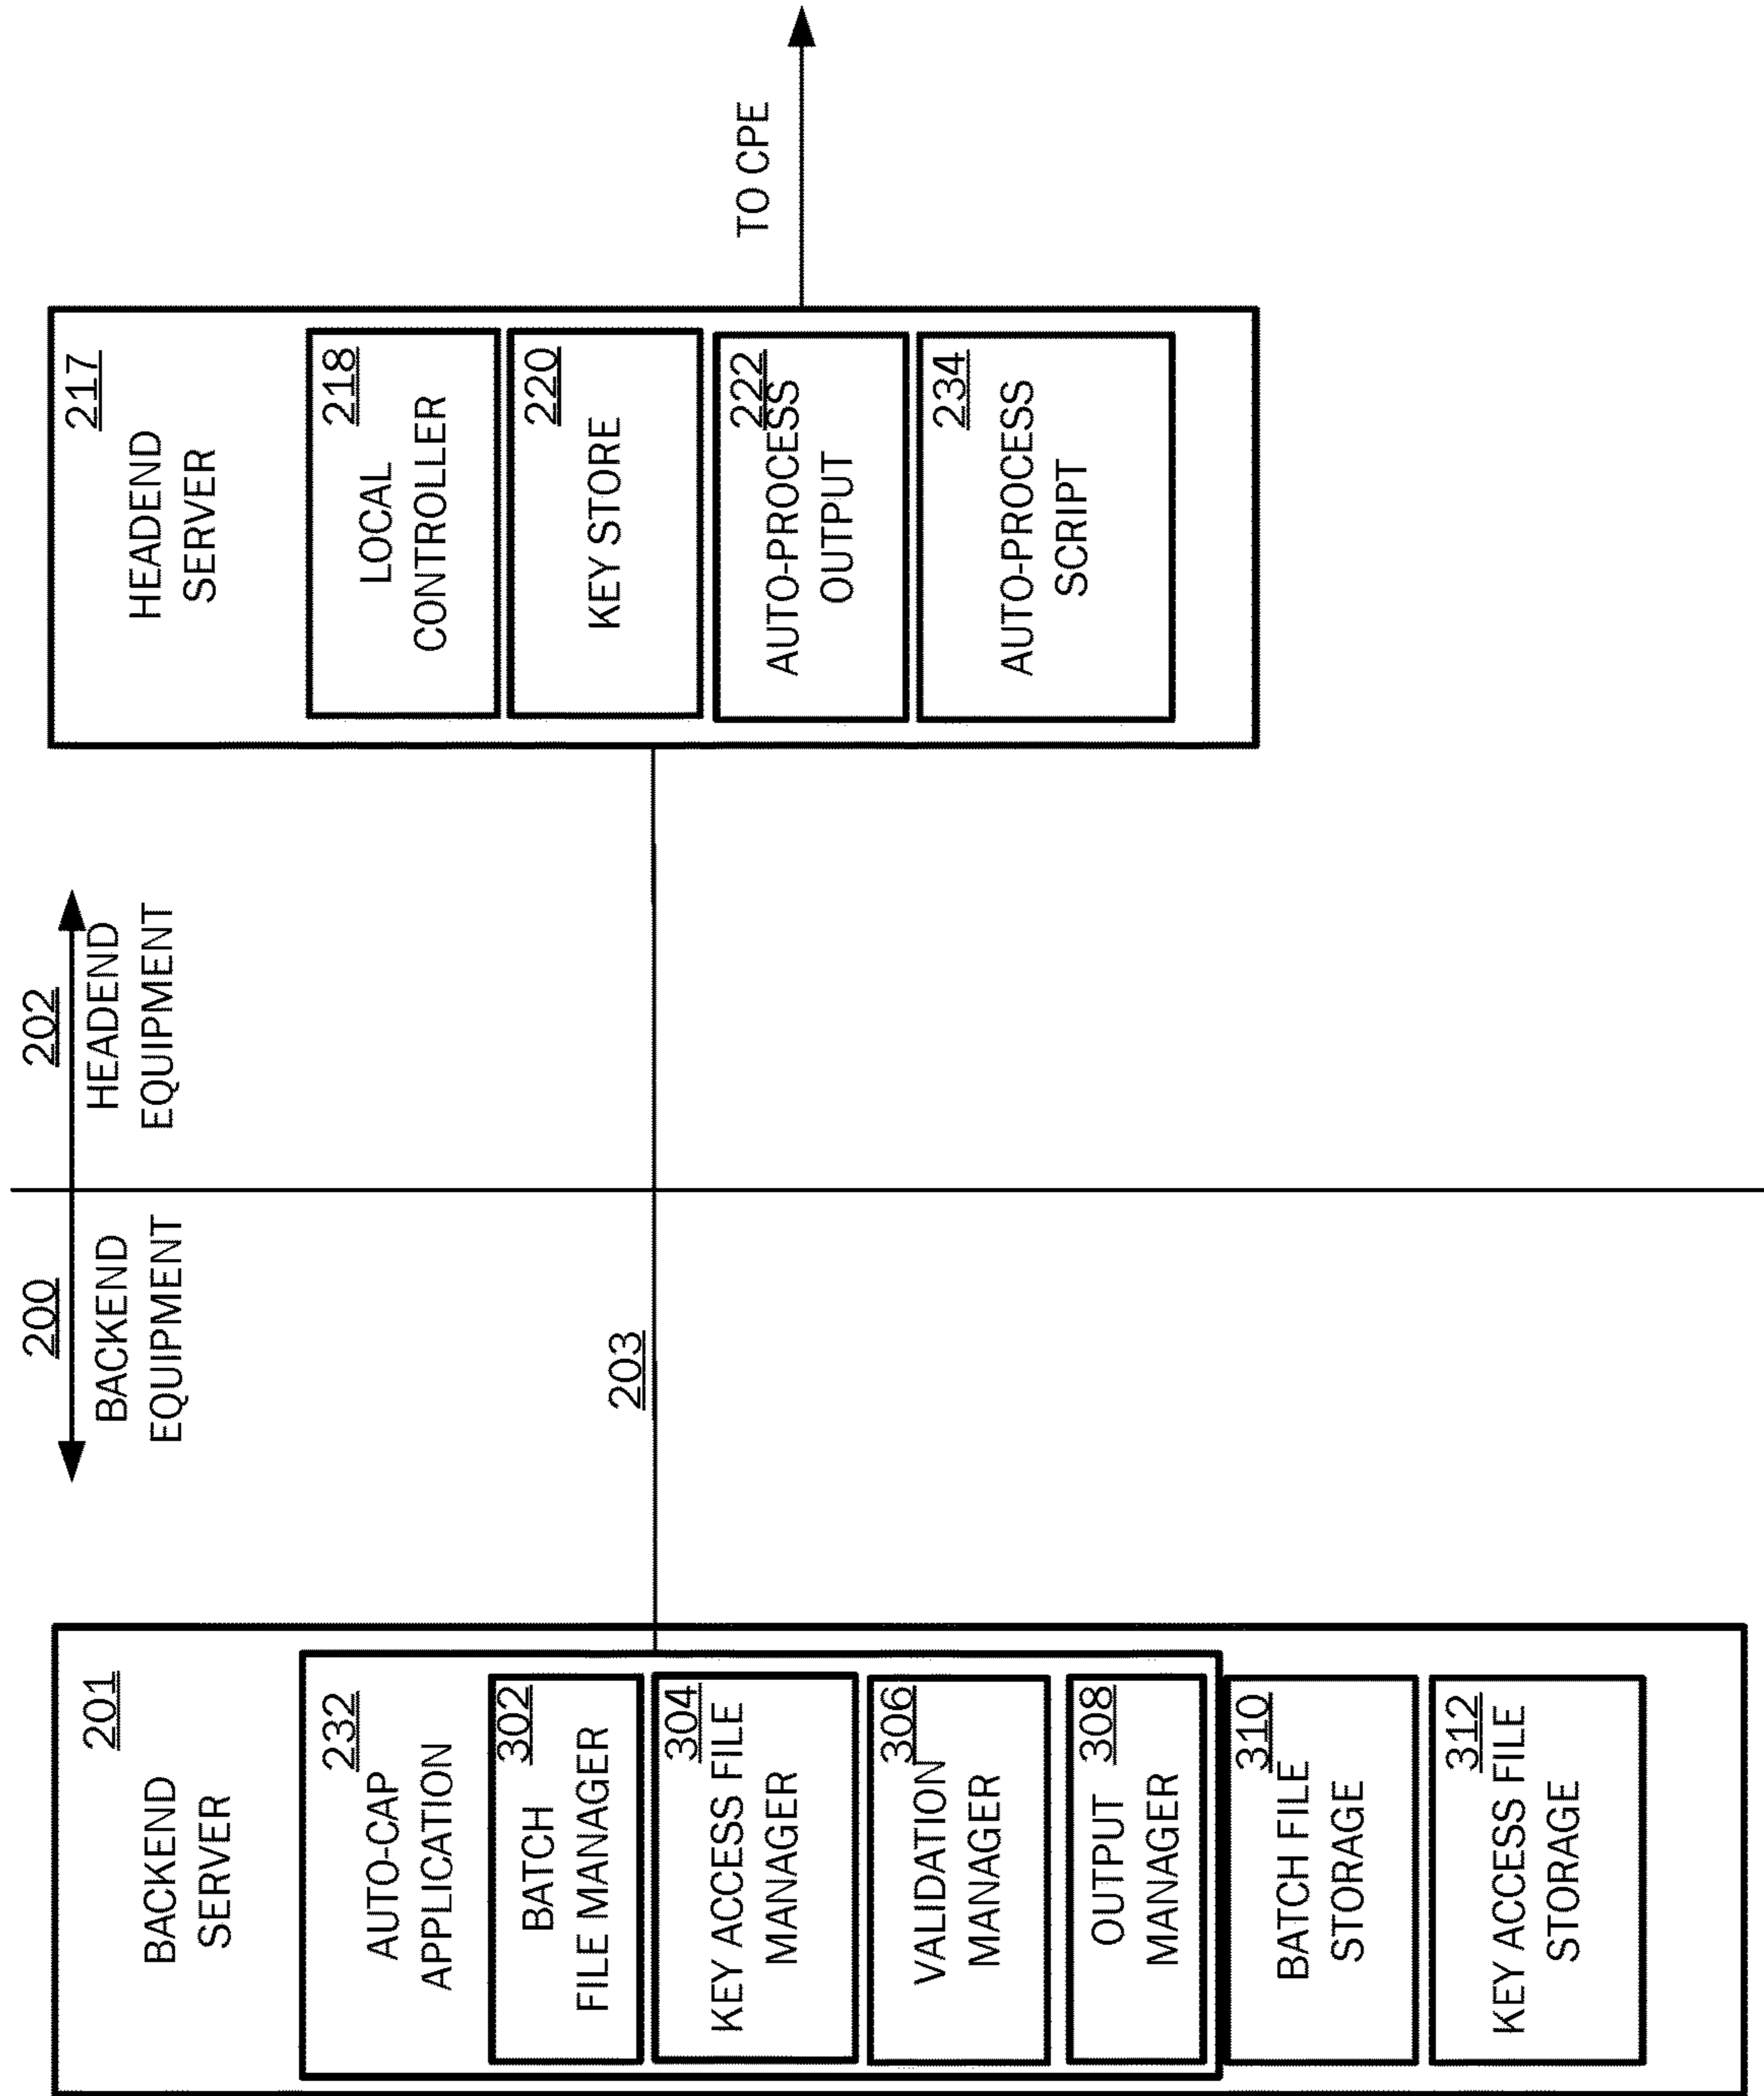 200
BACKEND
EQUIPMENT
202
HEADEND
EQUIPMENT
201
BACKEND
SERVER
232
AUTO-CAP
APPLICATION
302
BATCH
FILE MANAGER
304
KEY ACCESS FILE
MANAGER
306
VALIDATION
MANAGER
308
OUTPUT
MANAGER
310
BATCH FILE
STORAGE
312
KEY ACCESS FILE
STORAGE
203
217
HEADEND
SERVER
218
LOCAL
CONTROLLER
220
KEY STORE
222
AUTO-PROCESS
OUTPUT
234
AUTO-PROCESS
SCRIPT
TO CPE